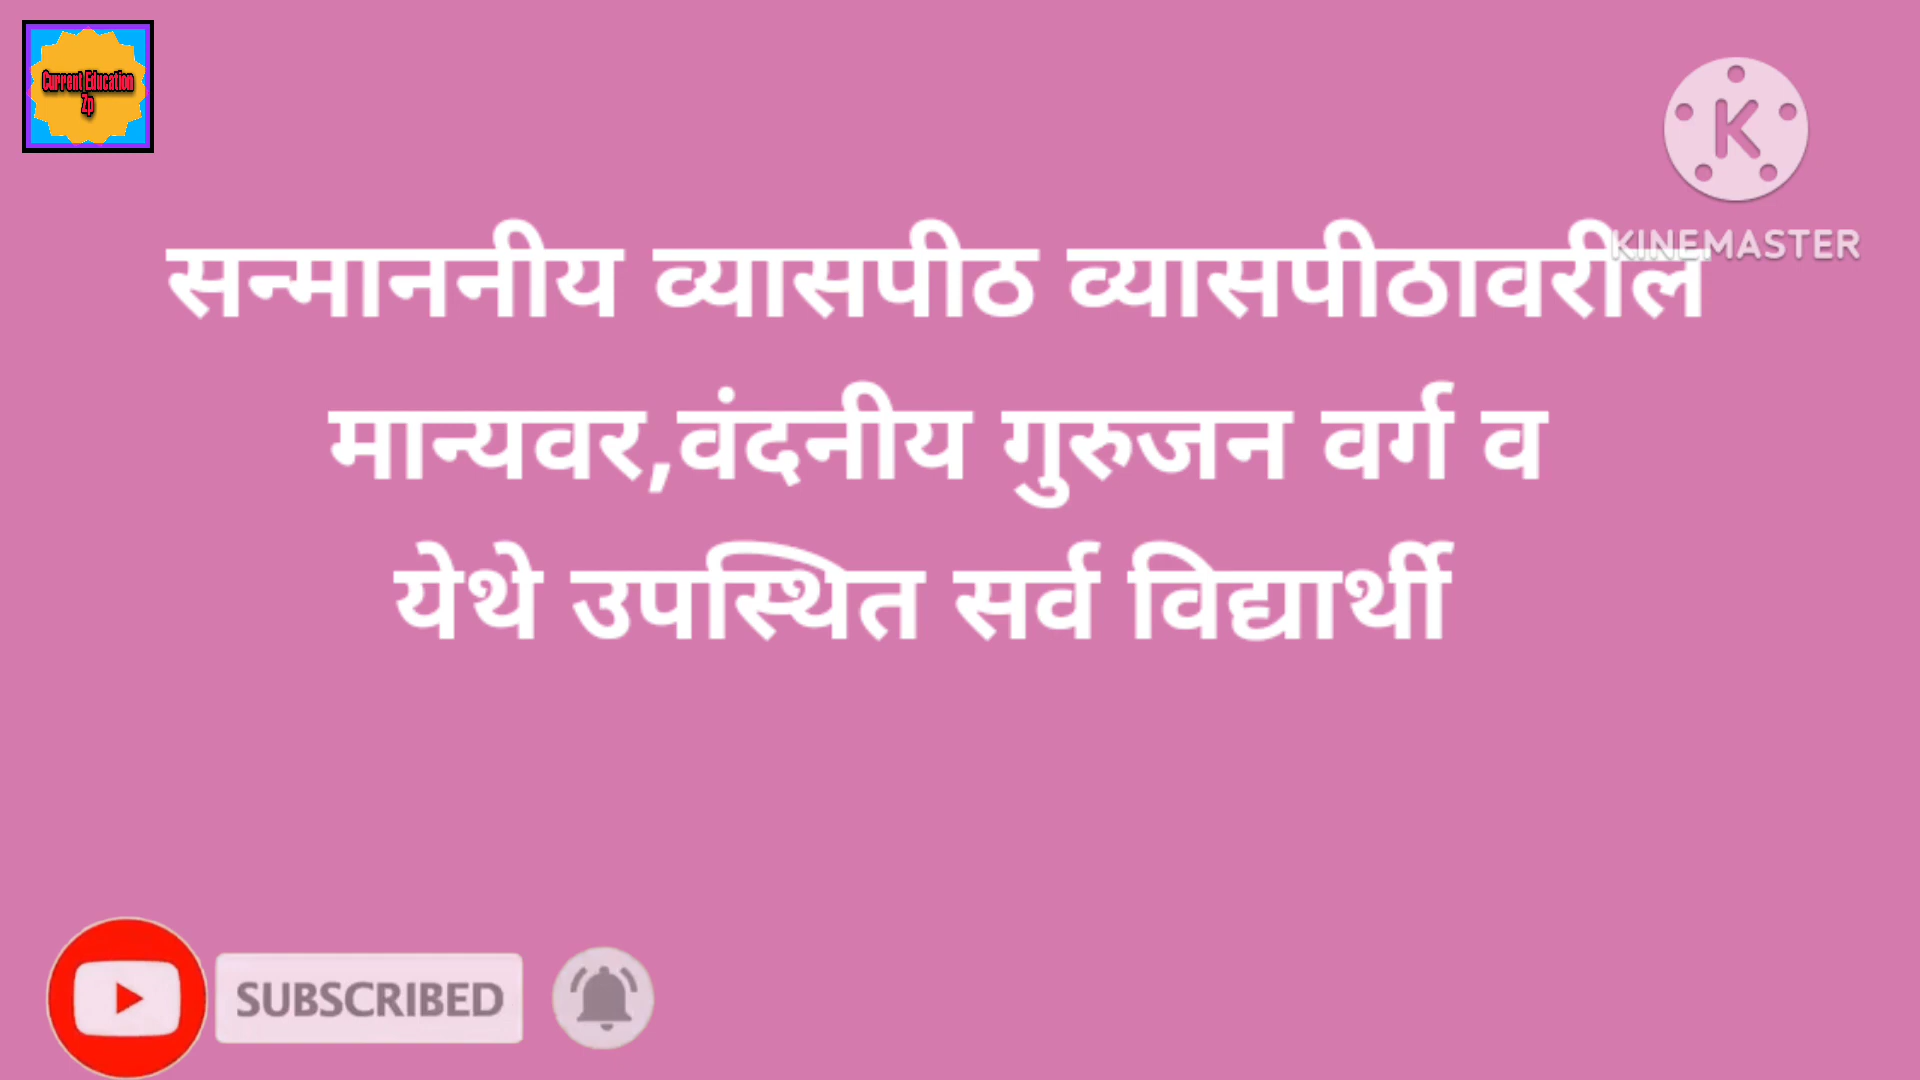 Current Education
Zp
KINEMASTER
सन्माननीय व्यासपीठ व्यासपीठावरील
मान्यवर,वंदनीय गुरुजन वर्ग व
येथे उपस्थित सर्व विद्यार्थी
SUBSCRIBED